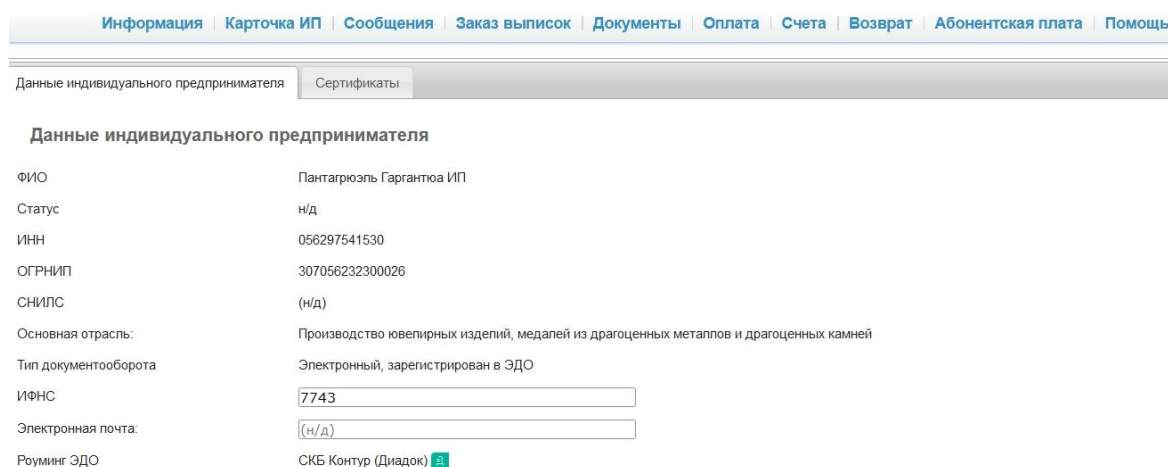 Информация Карточка ИП Сообщения Заказ выписок Документы Оплата Счета Возврат Абонентская плата Помощь
Данные индивидуального предпринимателя Сертификаты
Данные индивидуального предпринимателя
ФИО Пантагрюэль Гаргантюа ИП
Статус н/д
ИНН 056297541530
ОГРНИП 307056232300026
СНИЛС (н/д)
Основная отрасль: Производство ювелирных изделий, медалей из драгоценных металлов и драгоценных камней
Тип документооборота Электронный, зарегистрирован в ЭДО
ИФНС 7743
Электронная почта: (н/д)
Роуминг ЭДО СКБ Контур (Диадок)